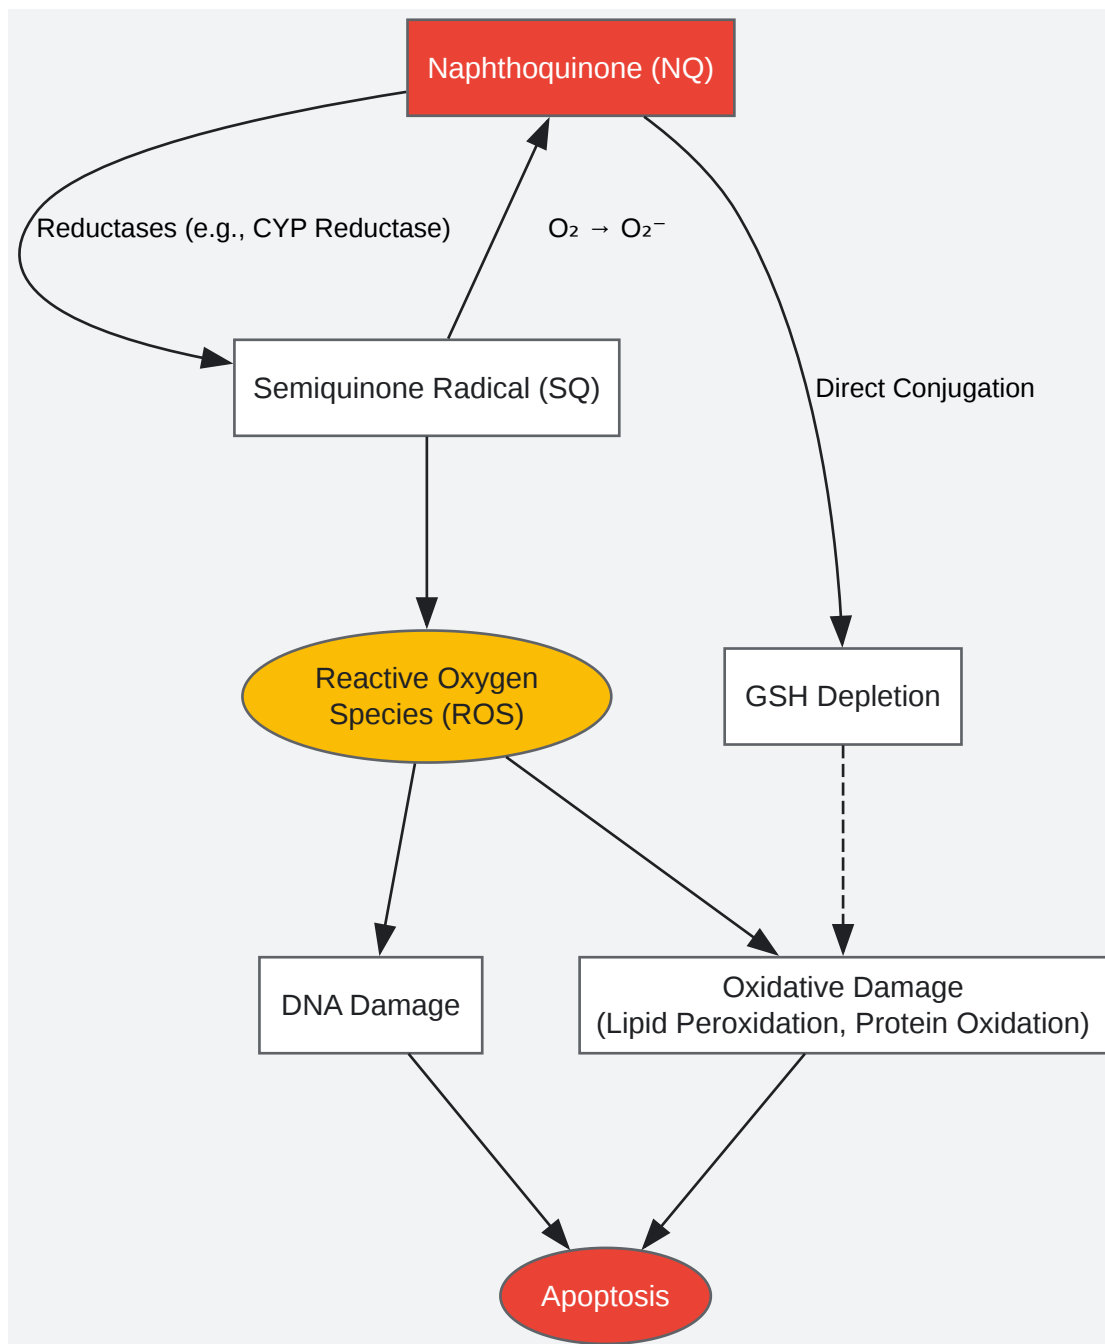 Naphthoquinone (NQ)
Reductases (e.g., CYP Reductase)
O₂ → O₂⁻
Semiquinone Radical (SQ)
Direct Conjugation
Reactive Oxygen
Species (ROS)
GSH Depletion
DNA Damage
Oxidative Damage
(Lipid Peroxidation, Protein Oxidation)
Apoptosis